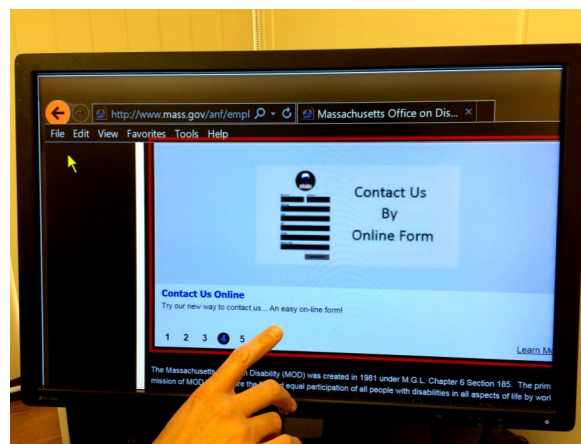 http://www.mass.gov/anf/empl
Massachusetts Office on Dis... ×
File Edit View Favorites Tools Help
Contact Us
By
Online Form
Contact Us Online
Try our new way to contact us... An easy on-line form!
1 2 3 4 5
Learn Mo
The Massachusetts Disability (MOD) was created in 1981 under M.G.L. Chapter 6 Section 185. The prim
mission of MOD equal participation of all people with disabilities in all aspects of life by worl